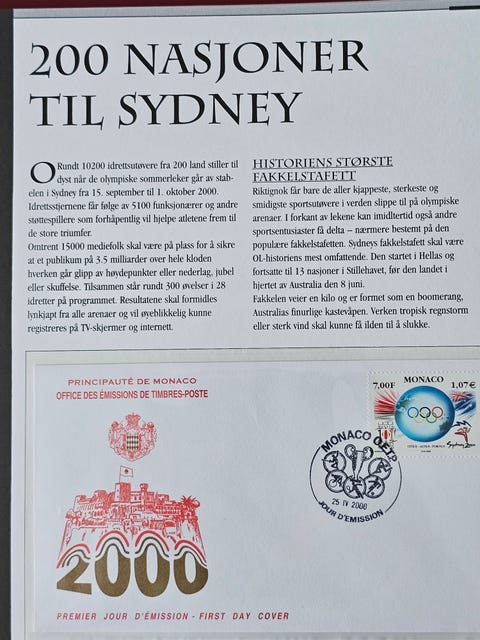 200 NASJONER
TIL SYDNEY
ORundt 10200 idrettsutøvere fra 200 land stiller til
dyst når de olympiske sommerleker går av stab-
elen i Sydney fra 15. september til 1. oktober 2000.
Idrettsstjernene får følge av 5100 funksjonærer og andre
støttespillere som forhåpentlig vil hjelpe atletene frem til
de store triumfer.
Omtrent 15000 mediefolk skal være på plass for å sikre
at et publikum på 3.5 milliarder over hele kloden
hverken går glipp av høydepunkter eller nederlag, jubel
eller skuffelse. Tilsammen står rundt 300 øvelser i 28
idretter på programmet. Resultatene skal formidles
lynkjapt fra alle arenaer og vil øyeblikkelig kunne
registreres på TV-skjermer og internett.
HISTORIENS STØRSTE
FAKKELSTAFETT
Riktignok får bare de aller kjappeste, sterkeste og
smidigste sportsutøvere i verden slippe til på olympiske
arenaer. I forkant av lekene kan imidlertid også andre
sportsentusiaster få delta – nærmere bestemt på den
populære fakkelstafetten. Sydneys fakkelstafett skal være
OL-historiens mest omfattende. Den startet i Hellas og
fortsatte til 13 nasjoner i Stillehavet, før den landet i
hjertet av Australia den 8 juni.
Fakkelen veier en kilo og er formet som en boomerang,
Australias finurlige kastevåpen. Verken tropisk regnstorm
eller sterk vind skal kunne få ilden til å slukke.
PRINCIPAUTÉ DE MONACO
OFFICE DES ÉMISSIONS DE TIMBRES-POSTE
2000
PREMIER JOUR D'ÉMISSION - FIRST DAY COVER
7,00F MONACO 1,07€
Sydney 2000
MONACO O.E.T.P.
25 IV 2000
JOUR D'ÉMISSION